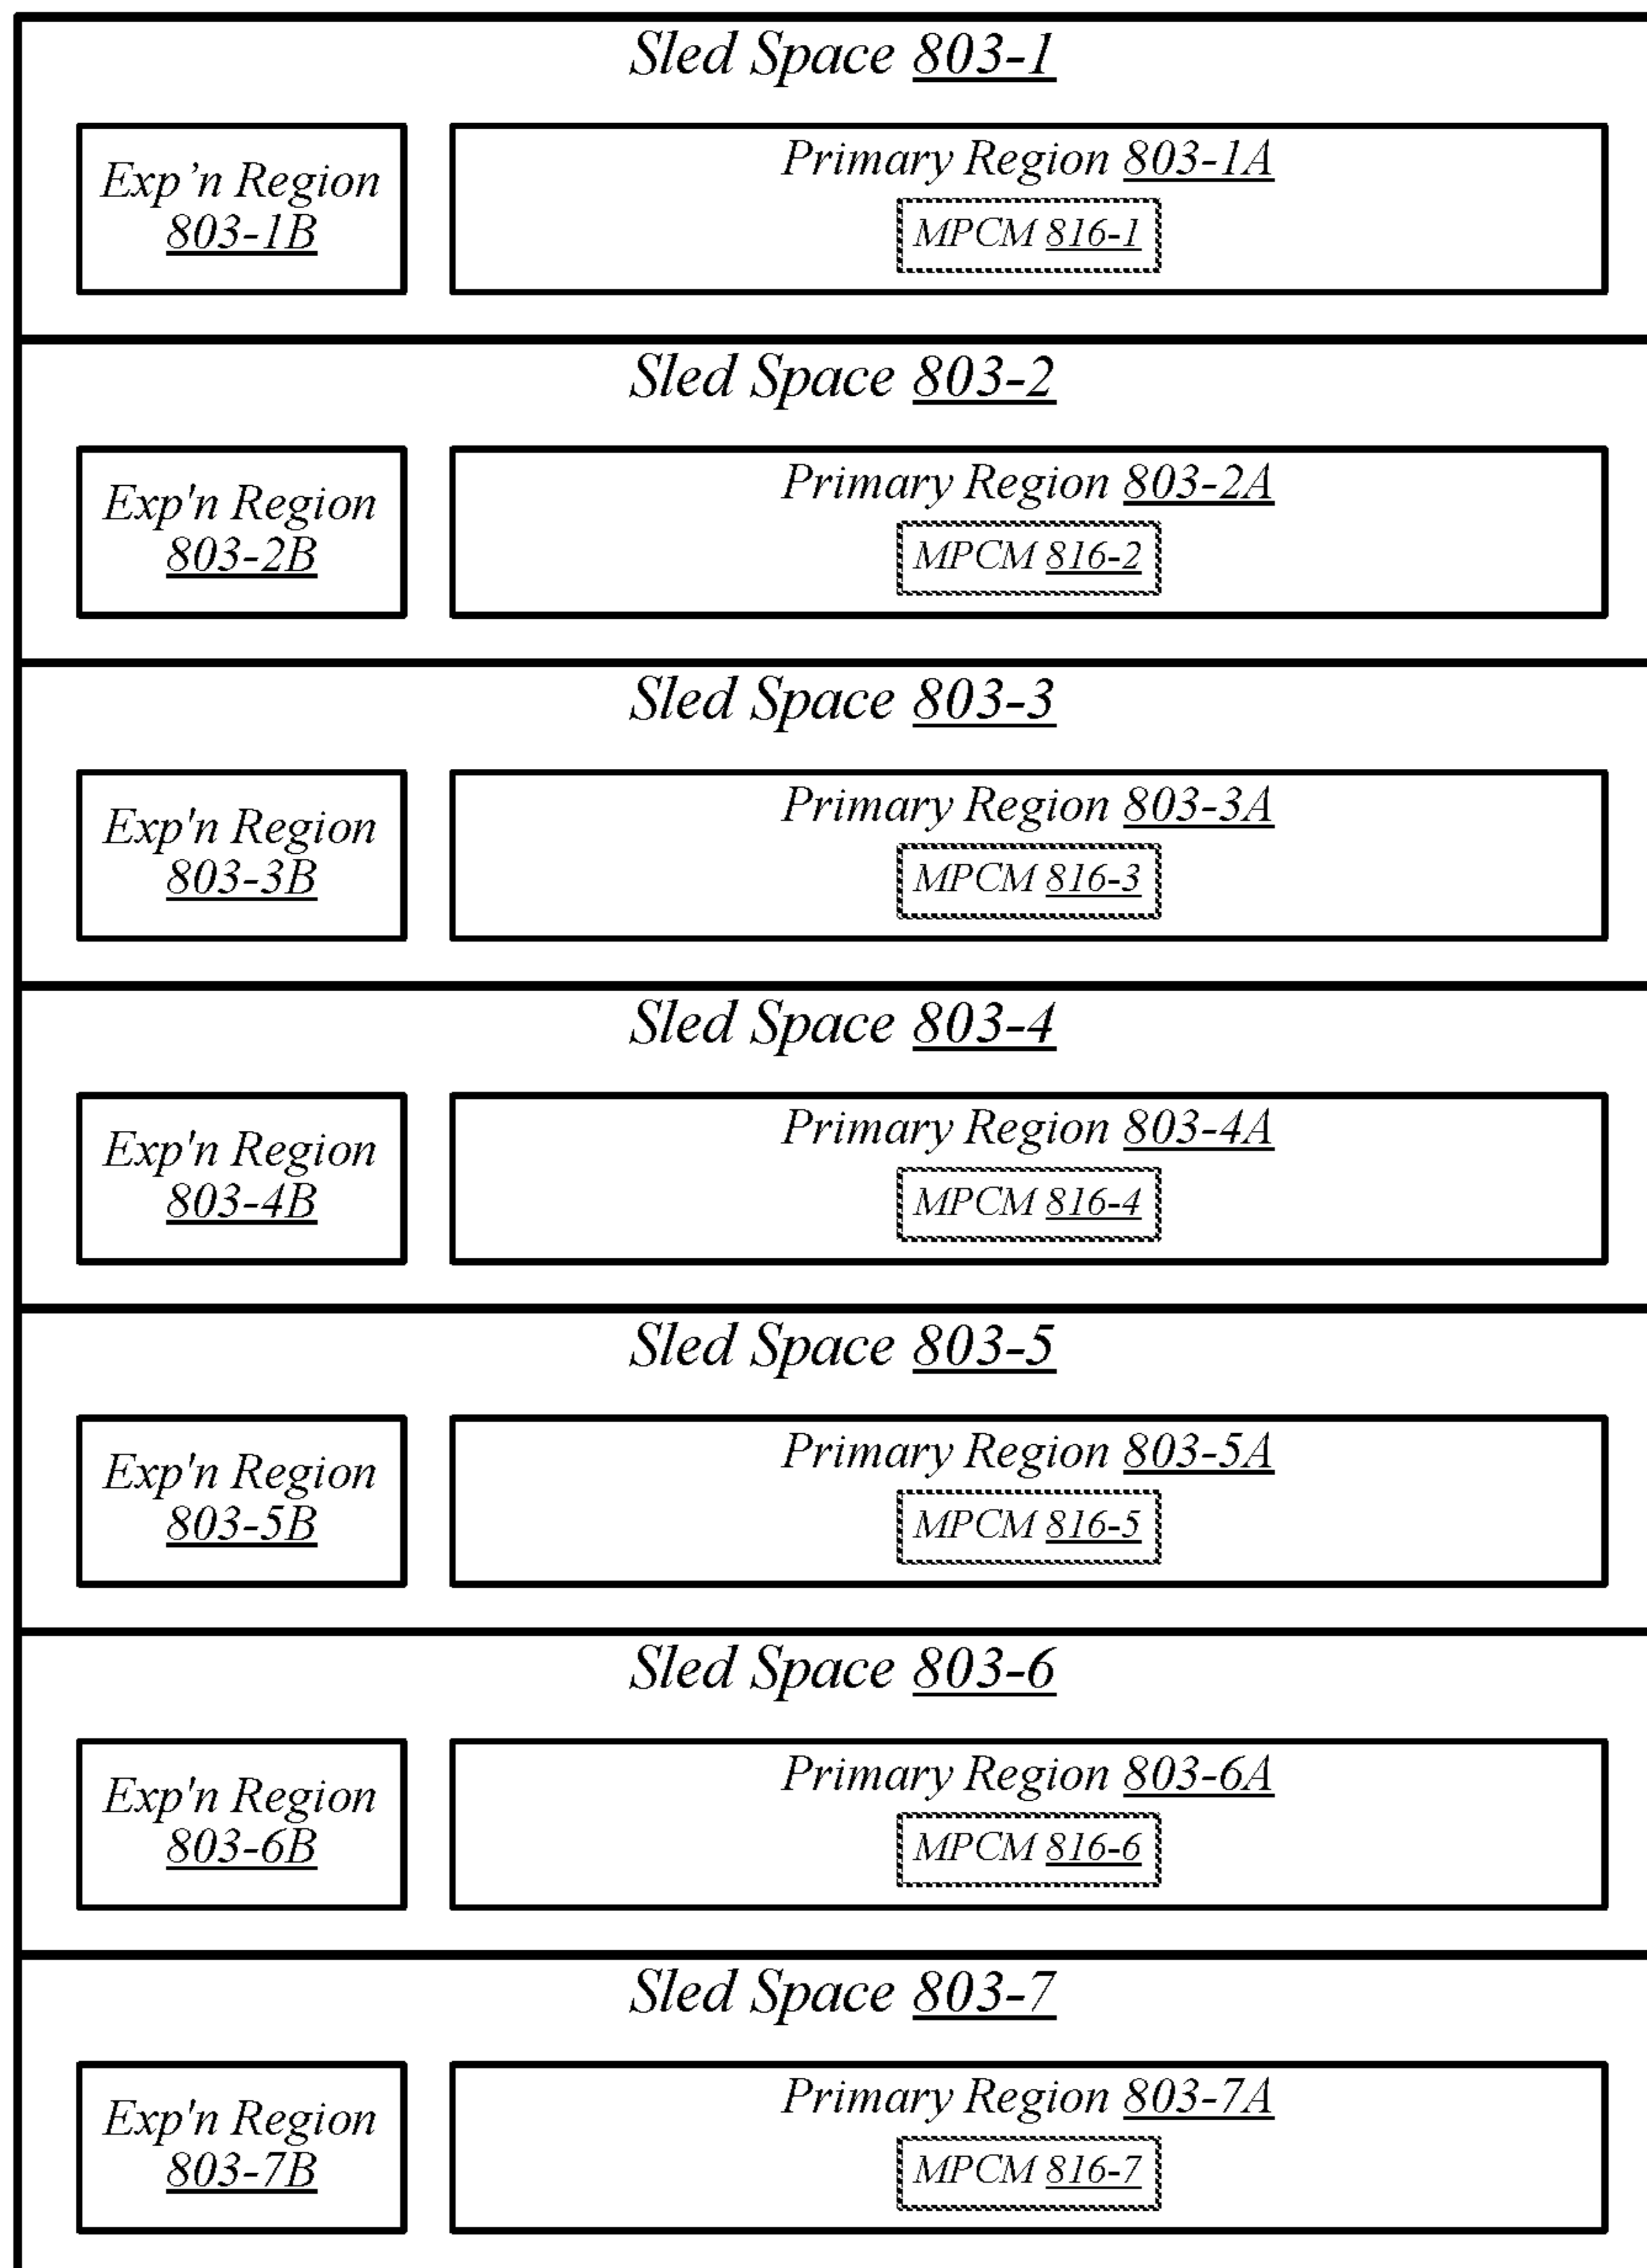 Sled Space 803-1
Exp’n Region
803-1B
Primary Region 803-1A
MPCM 816-1
Sled Space 803-2
Exp'n Region
803-2B
Primary Region 803-2A
MPCM 816-2
Sled Space 803-3
Exp'n Region
803-3B
Primary Region 803-3A
MPCM 816-3
Sled Space 803-4
Exp'n Region
803-4B
Primary Region 803-4A
MPCM 816-4
Sled Space 803-5
Exp'n Region
803-5B
Primary Region 803-5A
MPCM 816-5
Sled Space 803-6
Exp'n Region
803-6B
Primary Region 803-6A
MPCM 816-6
Sled Space 803-7
Exp'n Region
803-7B
Primary Region 803-7A
MPCM 816-7